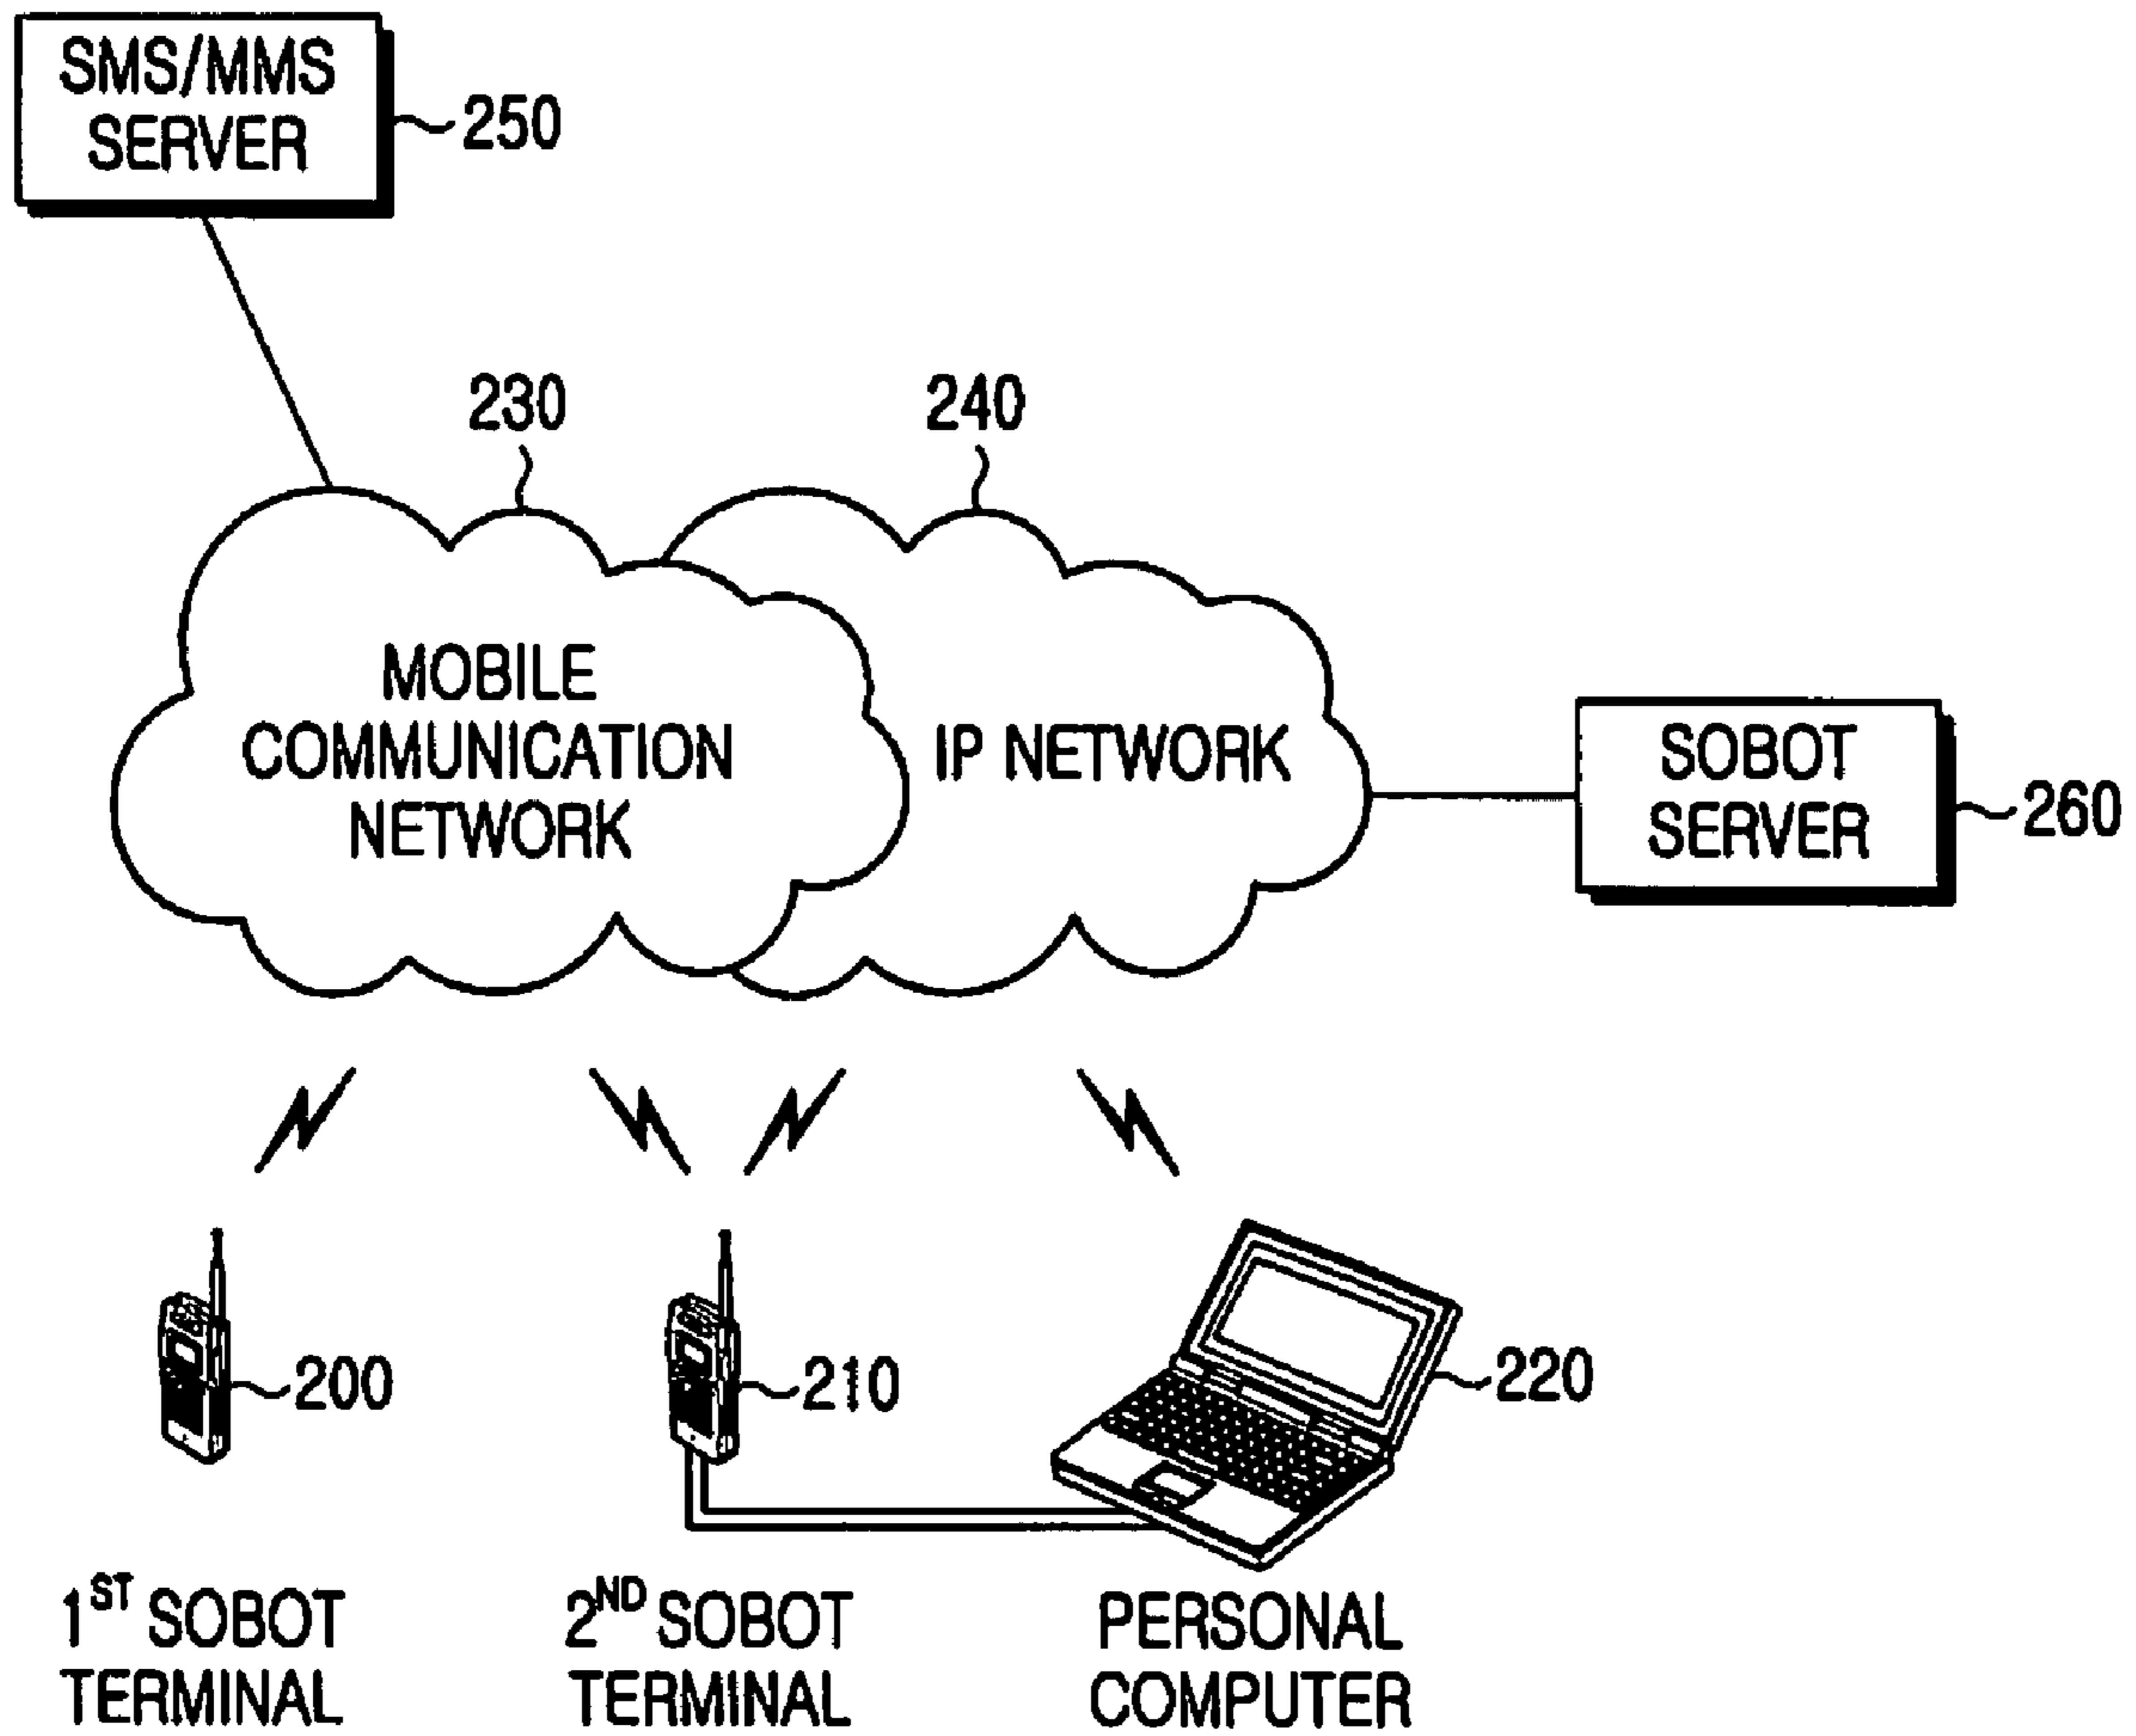 SMS/MMS
SERVER
250
230
240
MOBILE
COMMUNICATION
NETWORK
IP NETWORK
SOBOT
SERVER
260
200
210
220
1ST SOBOT
TERMINAL
2ND SOBOT
TERMINAL
PERSONAL
COMPUTER